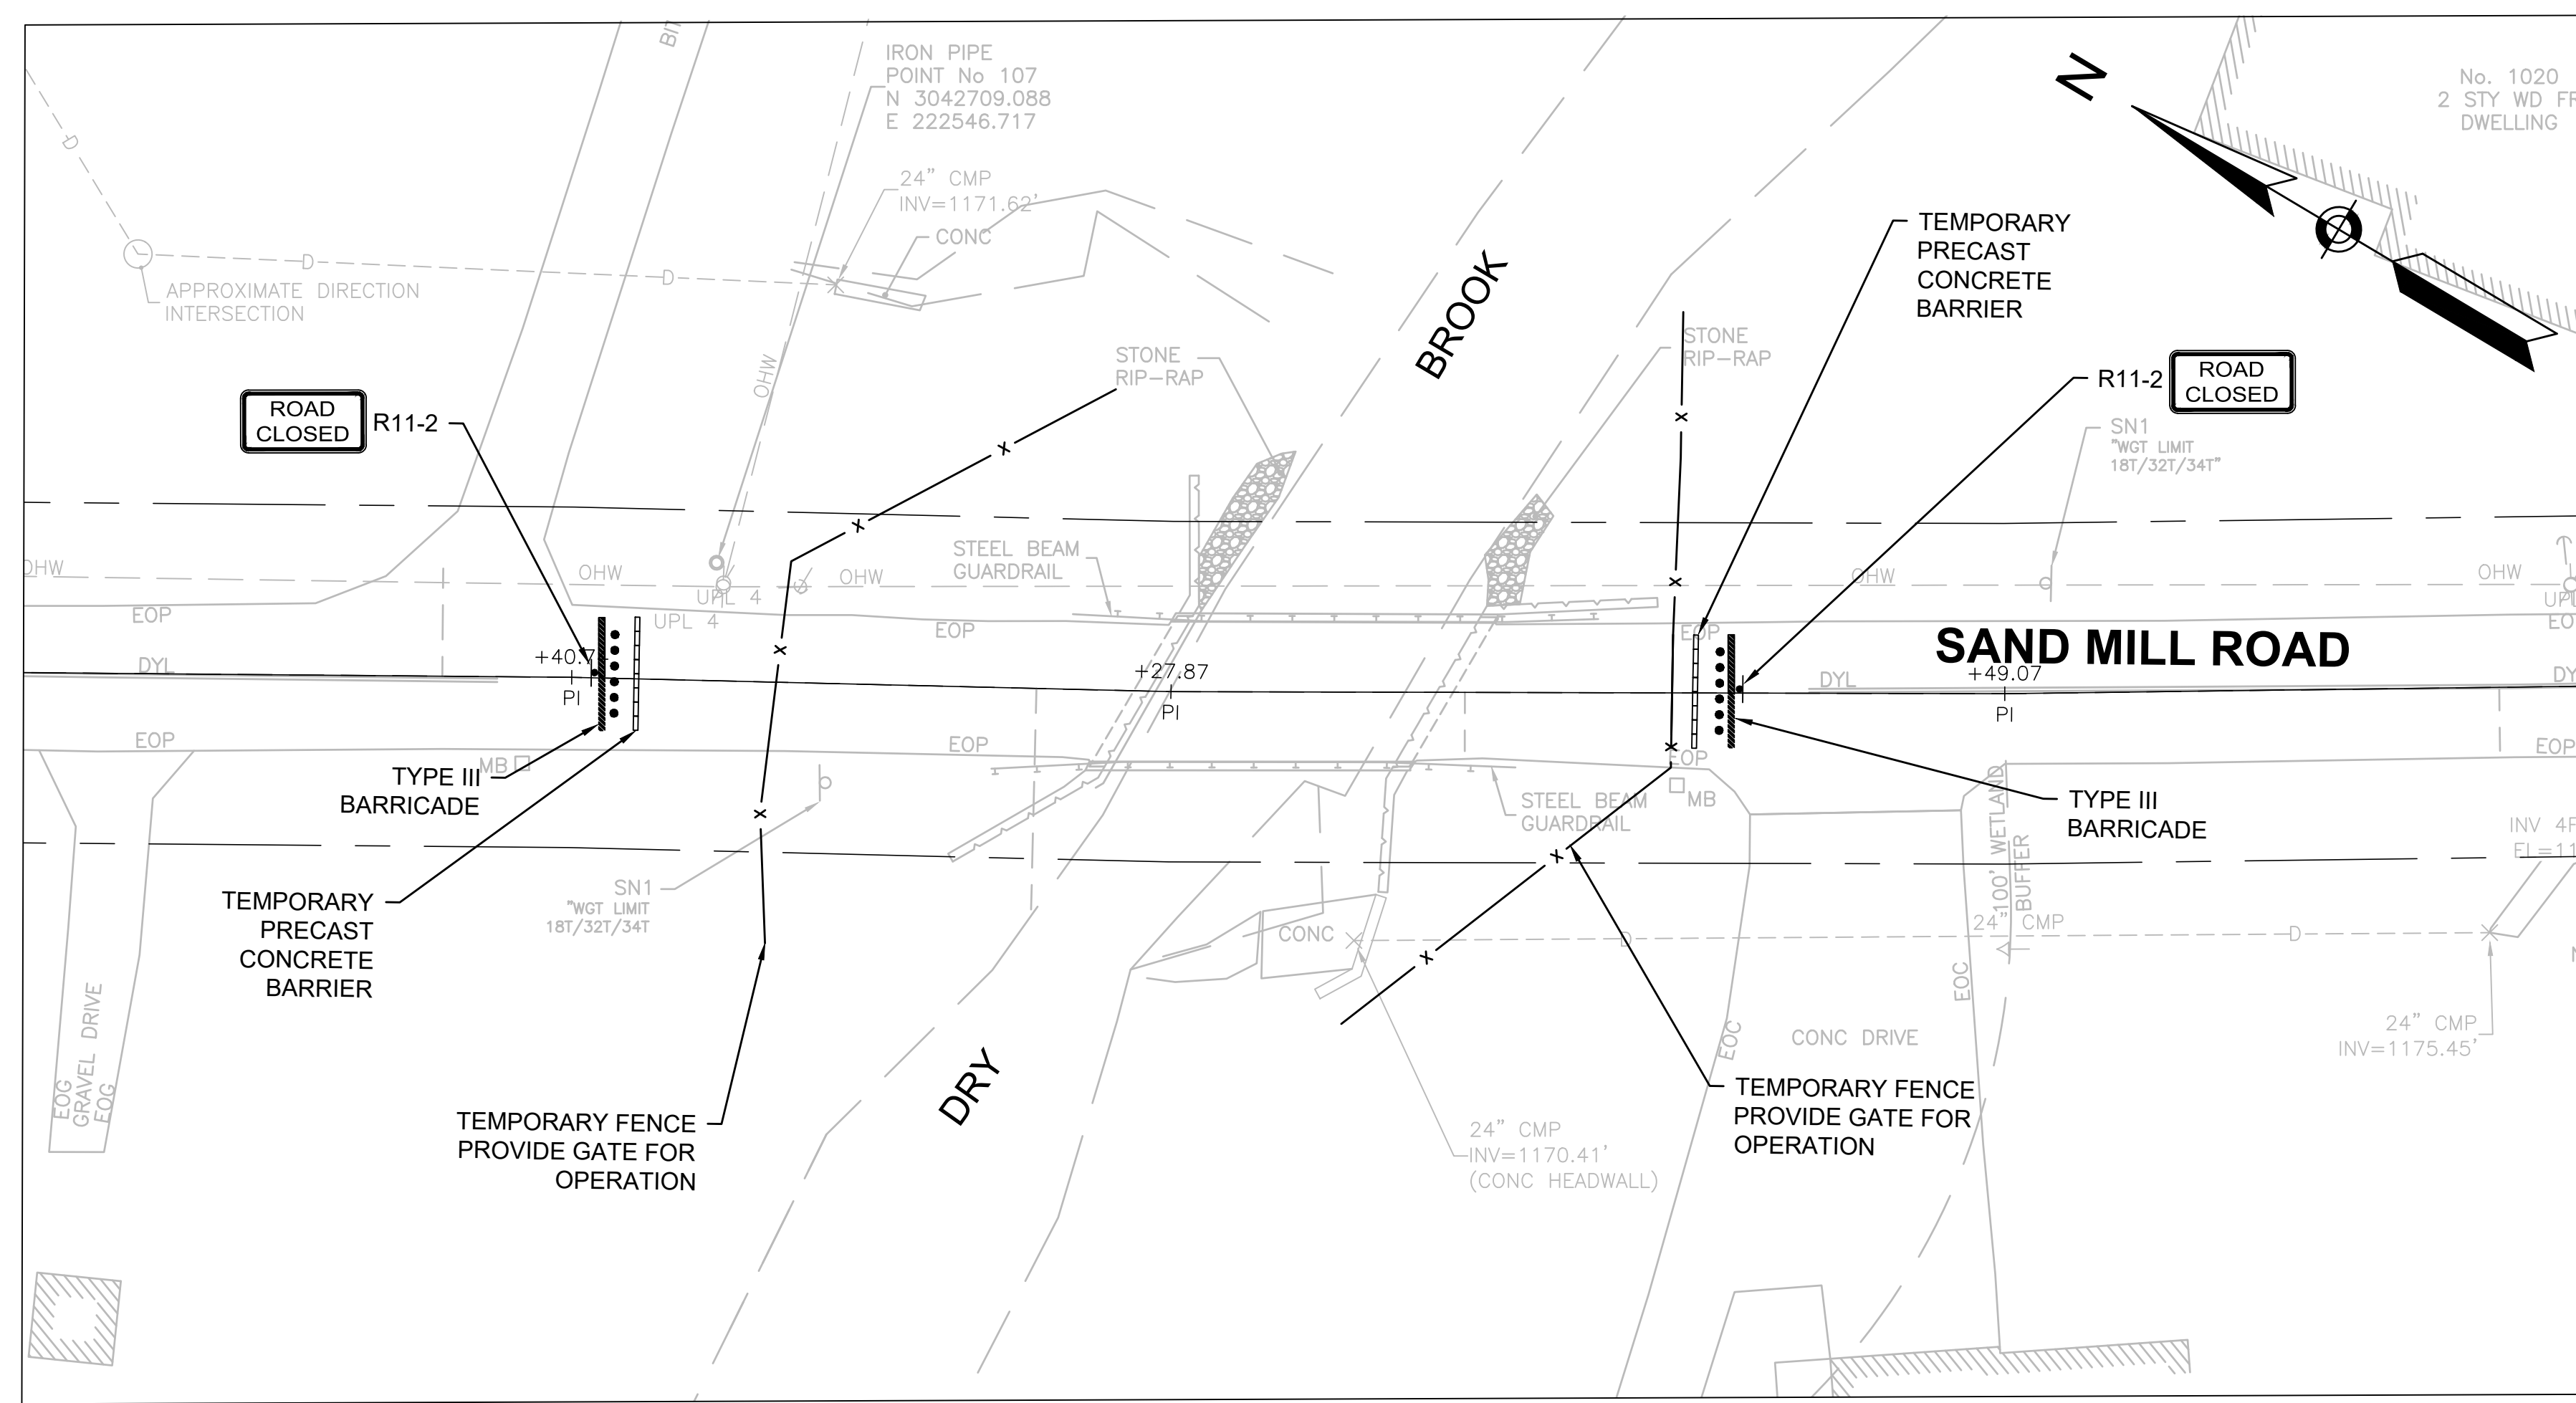 IRON PIPE
POINT No 107
N 3042709.088
E 222546.717
N
No. 1020
2 STY WD
DWELLING
24" CMP
INV=1171.62'
CONC
D
D
D
APPROXIMATE DIRECTION
INTERSECTION
BROOK
TEMPORARY
PRECAST
CONCRETE
BARRIER
STONE
RIP-RAP
STONE
RIP-RAP
OHW
ROAD
CLOSED
R11-2
R11-2
ROAD
CLOSED
SN1
"WGT LIMIT
18T/32T/34T"
STEEL BEAM
GUARDRAIL
OHW
OHW
OHW
OHW
OHW
UPL 4
UPL 4
EOP
EOP
EOP
SAND MILL ROAD
DYL
PI
+27.87
PI
DYL
+49.07
PI
EOP
EOP
EOP
EOP
MB
TYPE III
BARRICADE
STEEL BEAM
GUARDRAIL
MB
TYPE III
BARRICADE
100' WETLAND
BUFFER
TEMPORARY
PRECAST
CONCRETE
BARRIER
SN1
"WGT LIMIT
18T/32T/34T
CONC
D
24" CMP
D
EOG
GRAVEL DRIVE
EOG
EOC
EOC
CONC DRIVE
24" CMP
INV=1175.45'
DRY
TEMPORARY FENCE
PROVIDE GATE FOR
OPERATION
TEMPORARY FENCE
PROVIDE GATE FOR
OPERATION
24" CMP
INV=1170.41'
(CONC HEADWALL)